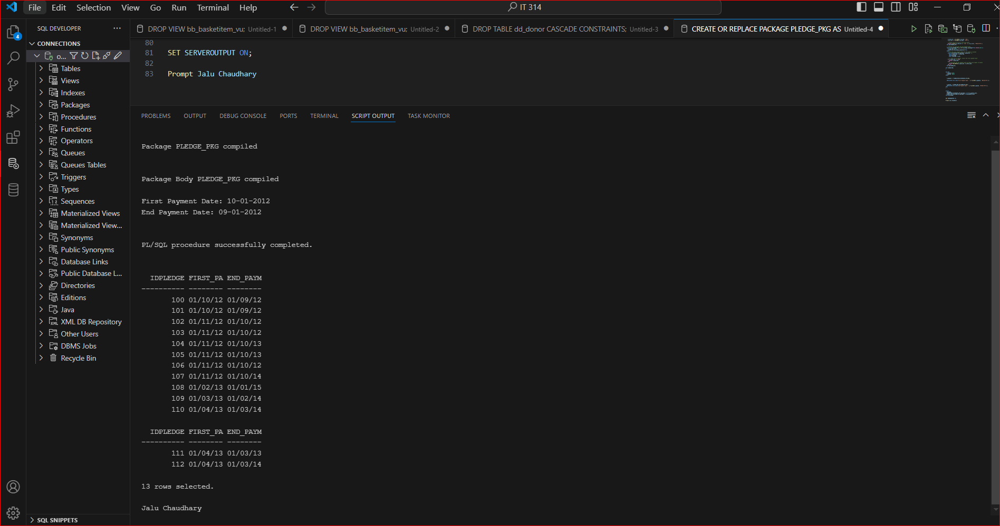 File Edit Selection View Go Run Terminal Help IT 314
4
SQL DEVELOPER ...
DROP VIEW bb_basketitem_vu; Untitled-1
DROP VIEW bb_basketitem_vu; Untitled-2
DROP TABLE dd_donor CASCADE CONSTRAINTS; Untitled-3
CREATE OR REPLACE PACKAGE PLEDGE_PKG AS Untitled-4
CONNECTIONS
o...
Tables
Views
Indexes
Packages
Procedures
Functions
Operators
Queues
Queues Tables
Triggers
Types
Sequences
Materialized Views
Materialized View...
Synonyms
Public Synonyms
Database Links
Public Database L...
Directories
Editions
Java
XML DB Repository
Other Users
DBMS Jobs
Recycle Bin
SQL SNIPPETS
80
81 SET SERVEROUTPUT ON;
82
83 Prompt Jalu Chaudhary
PROBLEMS OUTPUT DEBUG CONSOLE PORTS TERMINAL SCRIPT OUTPUT TASK MONITOR
Package PLEDGE_PKG compiled
Package Body PLEDGE_PKG compiled
First Payment Date: 10-01-2012
End Payment Date: 09-01-2012
PL/SQL procedure successfully completed.
IDPLEDGE FIRST_PA END_PAYM
---------- -------- --------
100 01/10/12 01/09/12
101 01/10/12 01/09/12
102 01/11/12 01/10/12
103 01/11/12 01/10/12
104 01/11/12 01/10/13
105 01/11/12 01/10/13
106 01/11/12 01/10/12
107 01/11/12 01/10/14
108 01/02/13 01/01/15
109 01/03/13 01/02/14
110 01/04/13 01/03/14
IDPLEDGE FIRST_PA END_PAYM
---------- -------- --------
111 01/04/13 01/03/13
112 01/04/13 01/03/14
13 rows selected.
Jalu Chaudhary